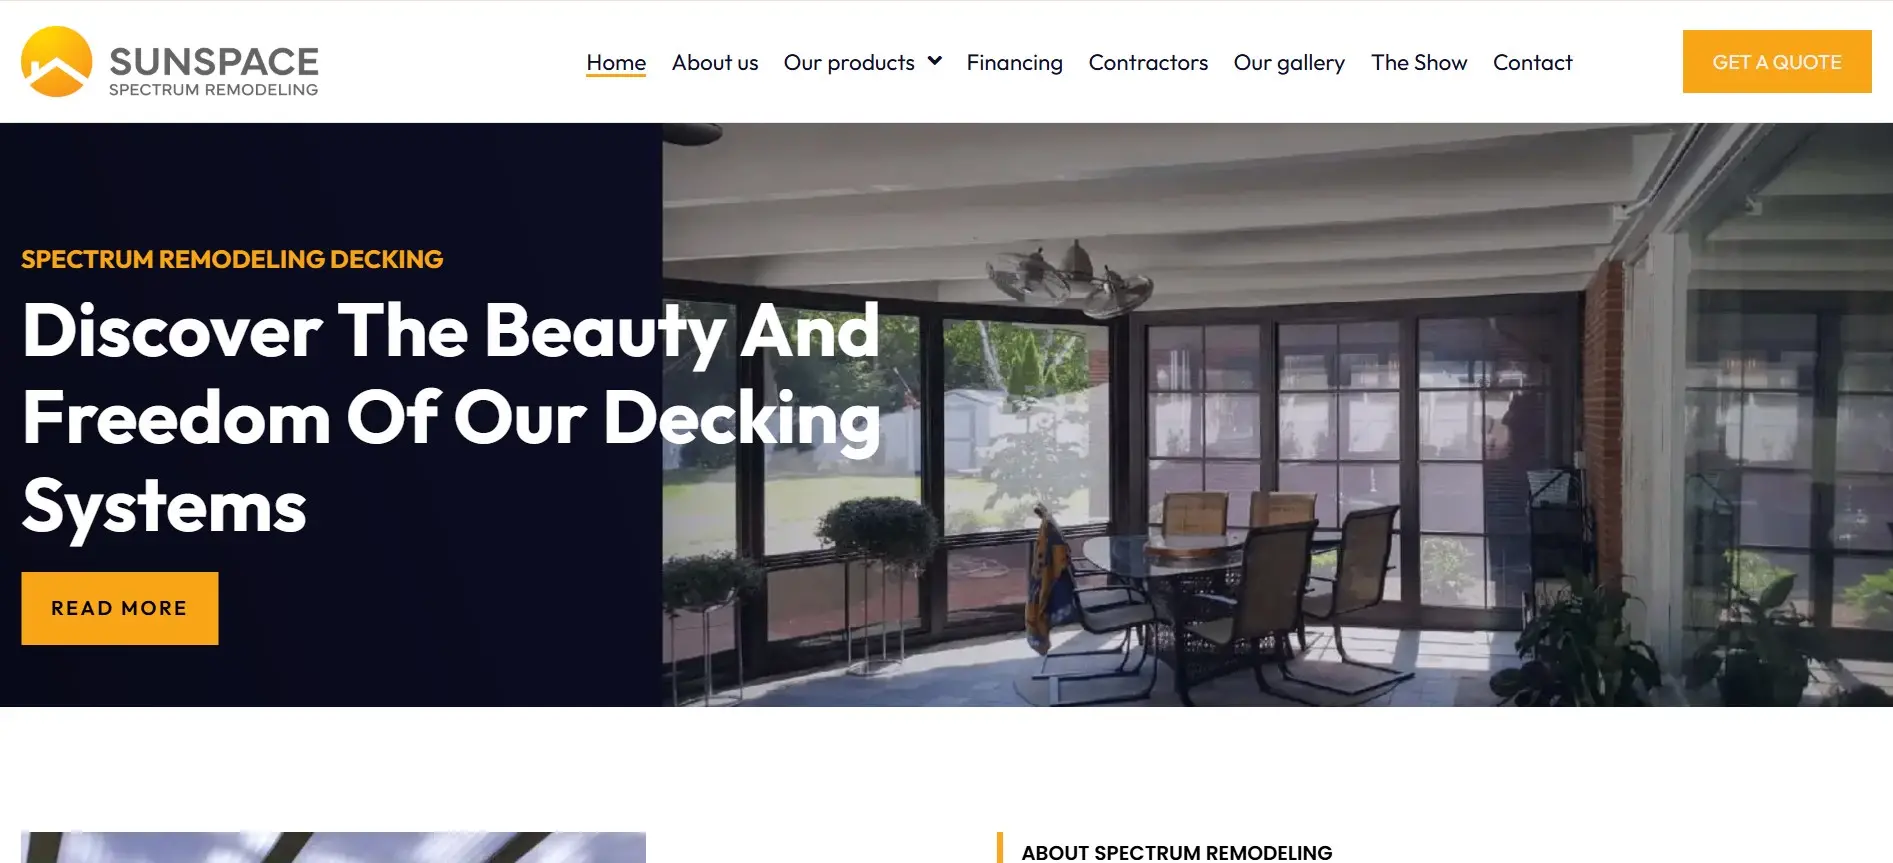 SUNSPACE
SPECTRUM REMODELING
Home About us Our products Financing Contractors Our gallery The Show Contact
GET A QUOTE
SPECTRUM REMODELING DECKING
Discover The Beauty And
Freedom Of Our Decking
Systems
READ MORE
ABOUT SPECTRUM REMODELING